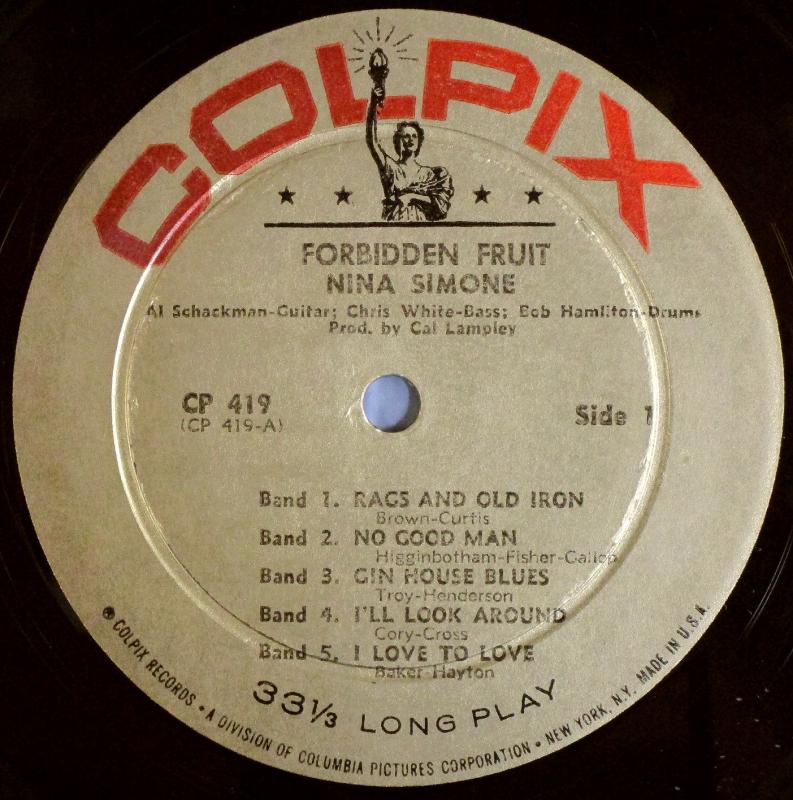 COLPIX
FORBIDDEN FRUIT
NINA SIMONE
Al Schackman-Guitar; Chris White-Bass; Bob Hamilton-Drums
Prod. by Cal Lampley
CP 419
(CP 419-A)
Side 1
Band 1. RAGS AND OLD IRON
Brown-Curtis
Band 2. NO GOOD MAN
Higginbotham-Fisher-Gallop
Band 3. GIN HOUSE BLUES
Troy-Henderson
Band 4. I'LL LOOK AROUND
Cory-Cross
Band 5. I LOVE TO LOVE
Baker-Hayton
33⅓ LONG PLAY
® COLPIX RECORDS • A DIVISION OF COLUMBIA PICTURES CORPORATION • NEW YORK, N.Y. MADE IN U.S.A.